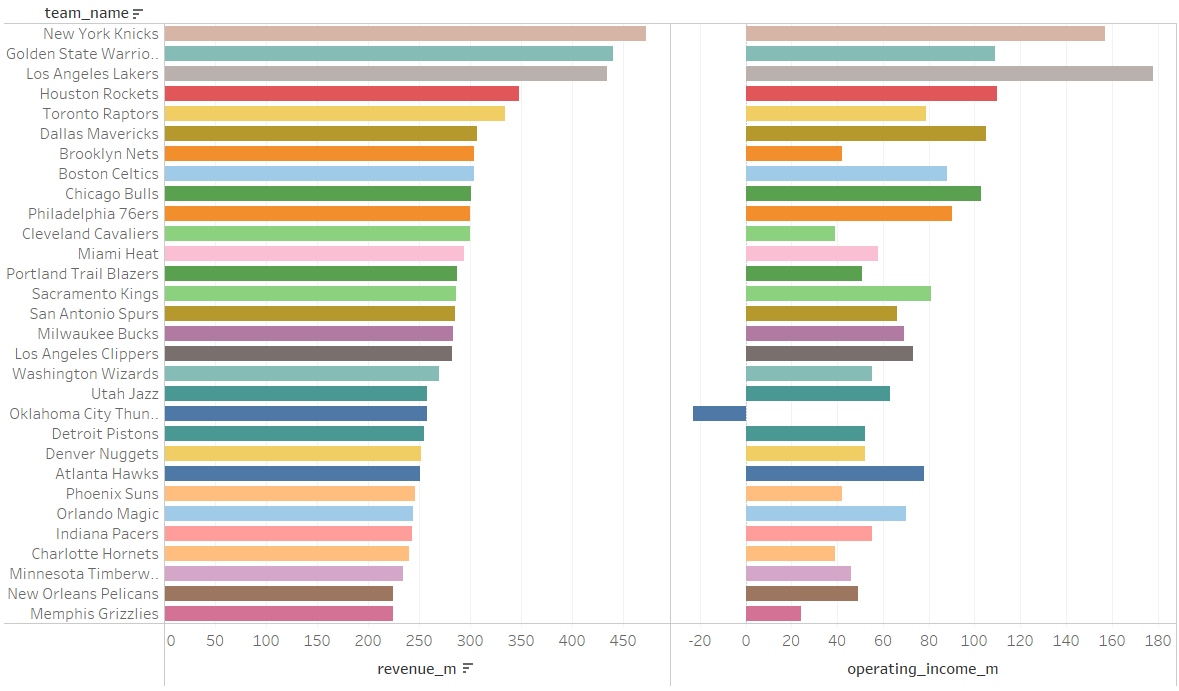 team_name
New York Knicks
Golden State Warrio..
Los Angeles Lakers
Houston Rockets
Toronto Raptors
Dallas Mavericks
Brooklyn Nets
Boston Celtics
Chicago Bulls
Philadelphia 76ers
Cleveland Cavaliers
Miami Heat
Portland Trail Blazers
Sacramento Kings
San Antonio Spurs
Milwaukee Bucks
Los Angeles Clippers
Washington Wizards
Utah Jazz
Oklahoma City Thun..
Detroit Pistons
Denver Nuggets
Atlanta Hawks
Phoenix Suns
Orlando Magic
Indiana Pacers
Charlotte Hornets
Minnesota Timberw..
New Orleans Pelicans
Memphis Grizzlies
0 50 100 150 200 250 300 350 400 450
-20 0 20 40 60 80 100 120 140 160 180
revenue_m
operating_income_m